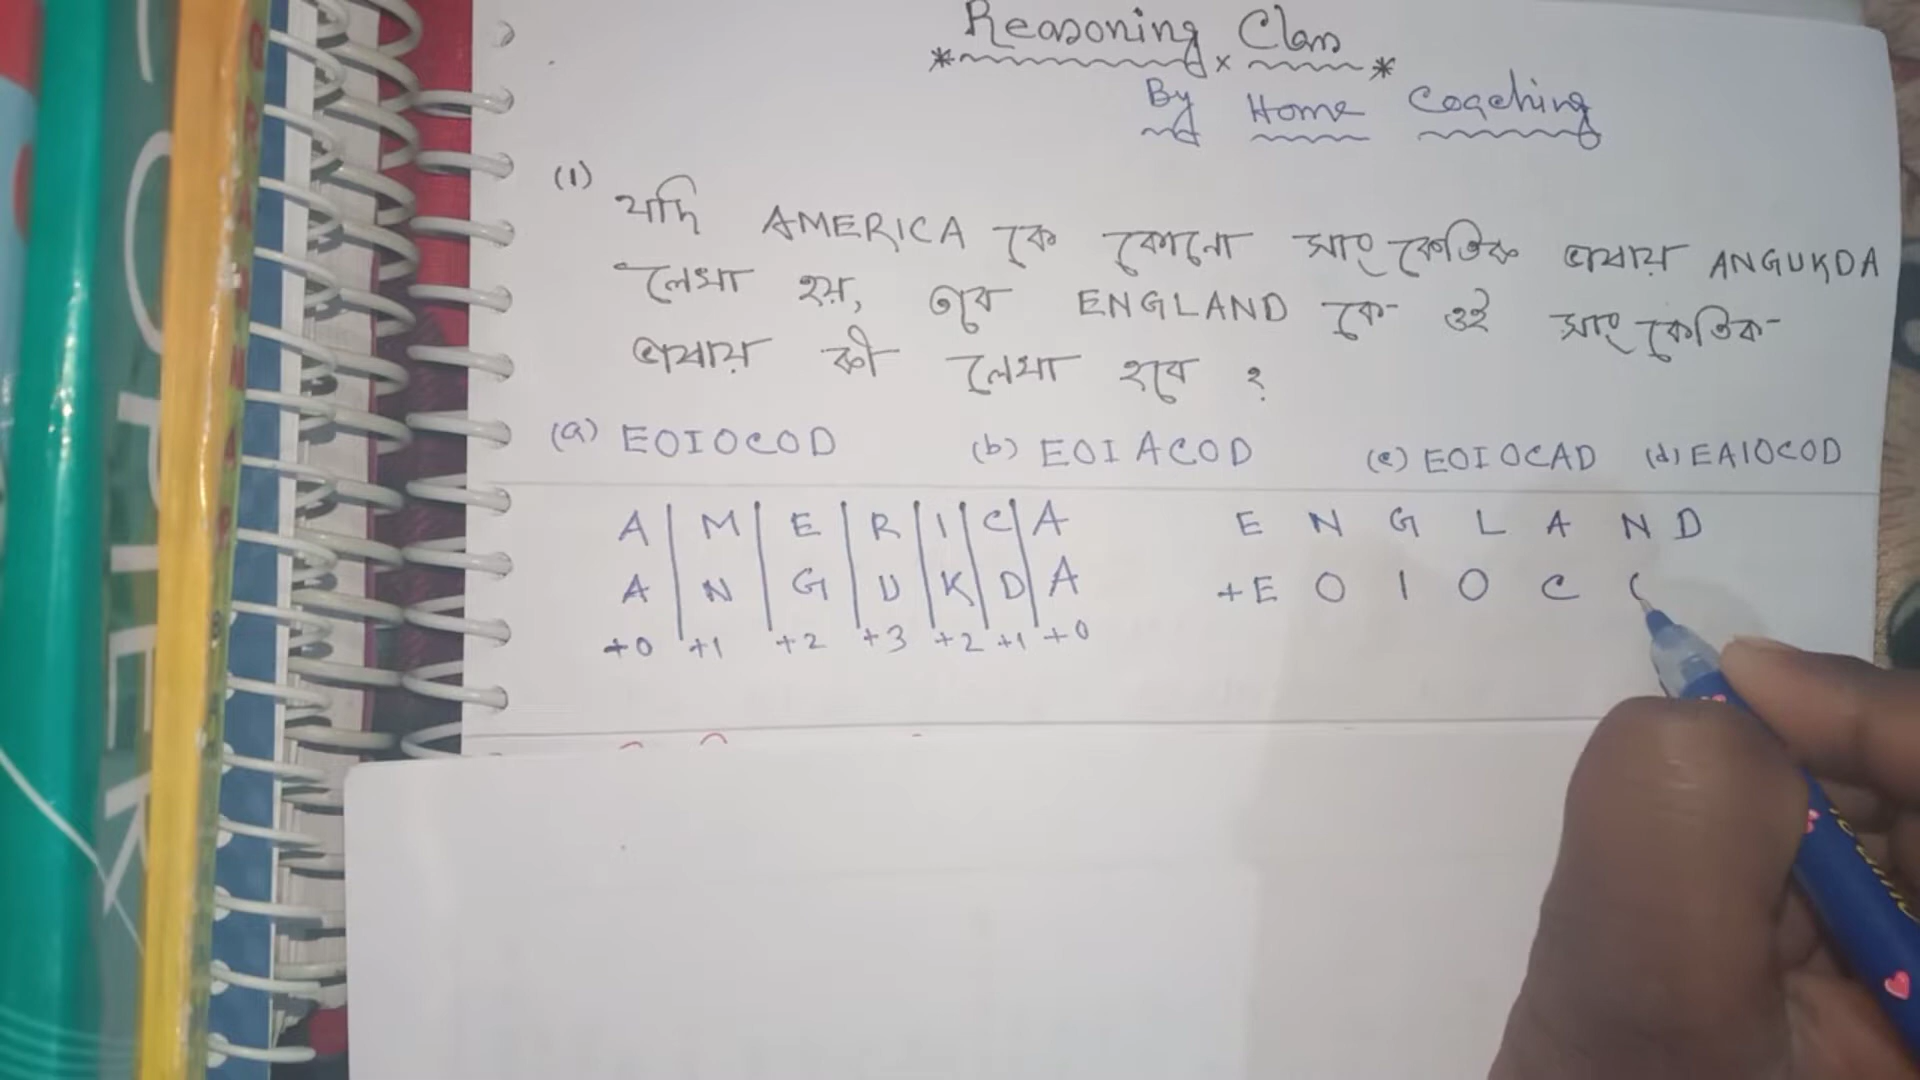 Reasoning Class
By Home Coaching
(1) যদি AMERICA কে কোনো সাংকেতিক ভাষায় ANGUKDA
লেখা হয়, তবে ENGLAND কে ওই সাংকেতিক
ভাষায় কী লেখা হবে ?
(a) EOIOCOD (b) EOIACOD (c) EOIOCAD (d) EAIOCOD
A M E R I C A E N G L A N D
A N G U K D A +E O I O C
+0 +1 +2 +3 +2 +1 +0